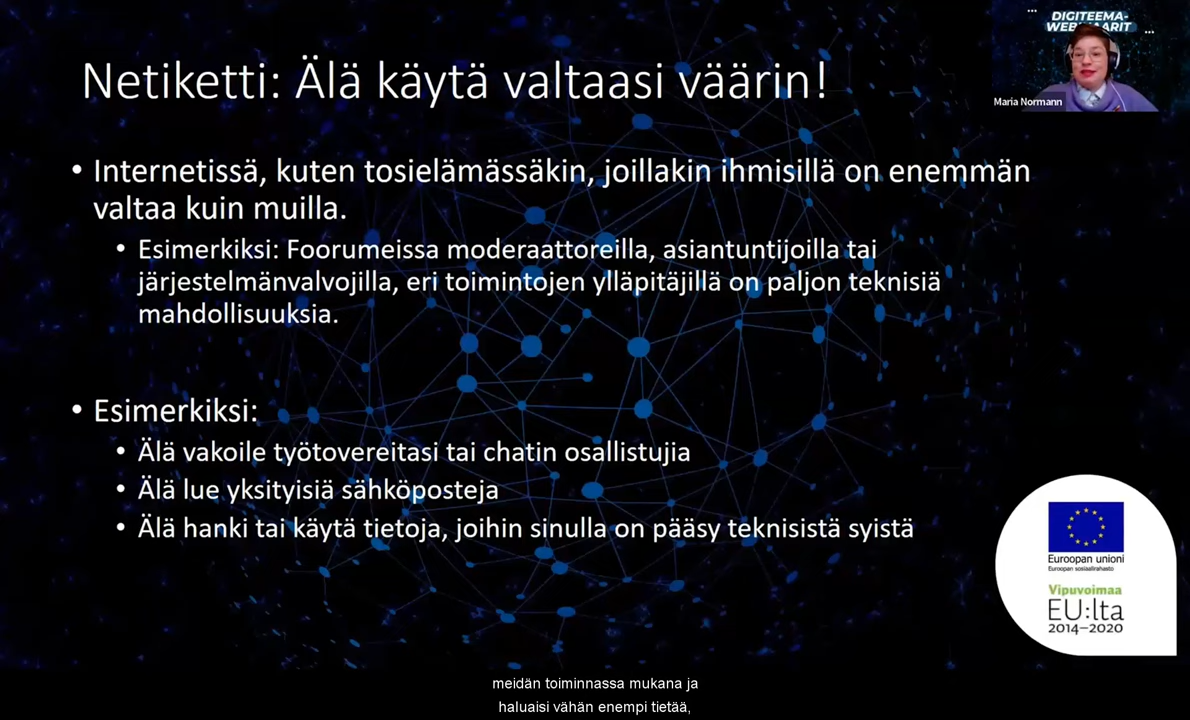 DIGITEEMA-
WEBINAARIT
Maria Normann
Netiketti: Älä käytä valtaasi väärin!
• Internetissä, kuten tosielämässäkin, joillakin ihmisillä on enemmän
valtaa kuin muilla.
• Esimerkiksi: Foorumeissa moderaattoreilla, asiantuntijoilla tai
järjestelmänvalvojilla, eri toimintojen ylläpitäjillä on paljon teknisiä
mahdollisuuksia.
• Esimerkiksi:
• Älä vakoile työtovereitasi tai chatin osallistujia
• Älä lue yksityisiä sähköposteja
• Älä hanki tai käytä tietoja, joihin sinulla on pääsy teknisistä syistä
Euroopan unioni
Euroopan sosiaalirahasto
Vipuvoimaa
EU:lta
2014–2020
meidän toiminnassa mukana ja
haluaisi vähän enempi tietää,